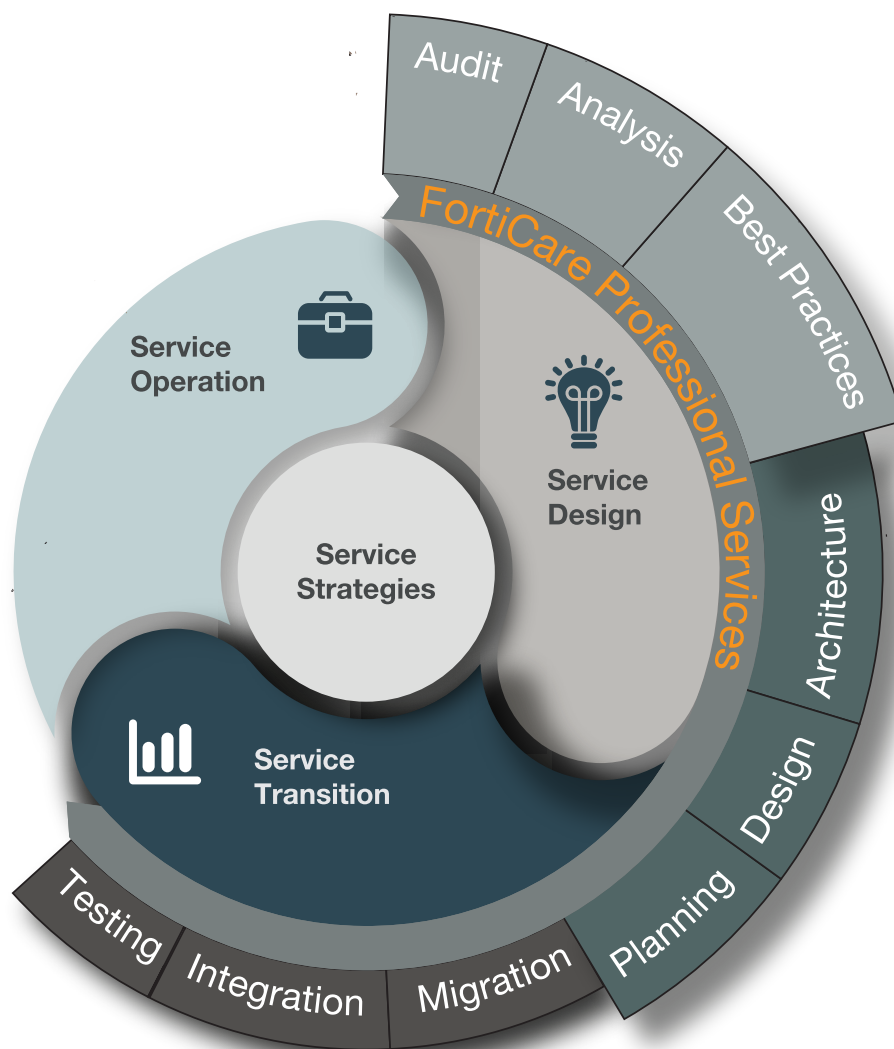 Audit
Analysis
Best Practices
FortiCare Professional Services
Service
Operation
Service
Design
Service
Strategies
Architecture
Service
Transition
Design
Planning
Testing
Integration
Migration